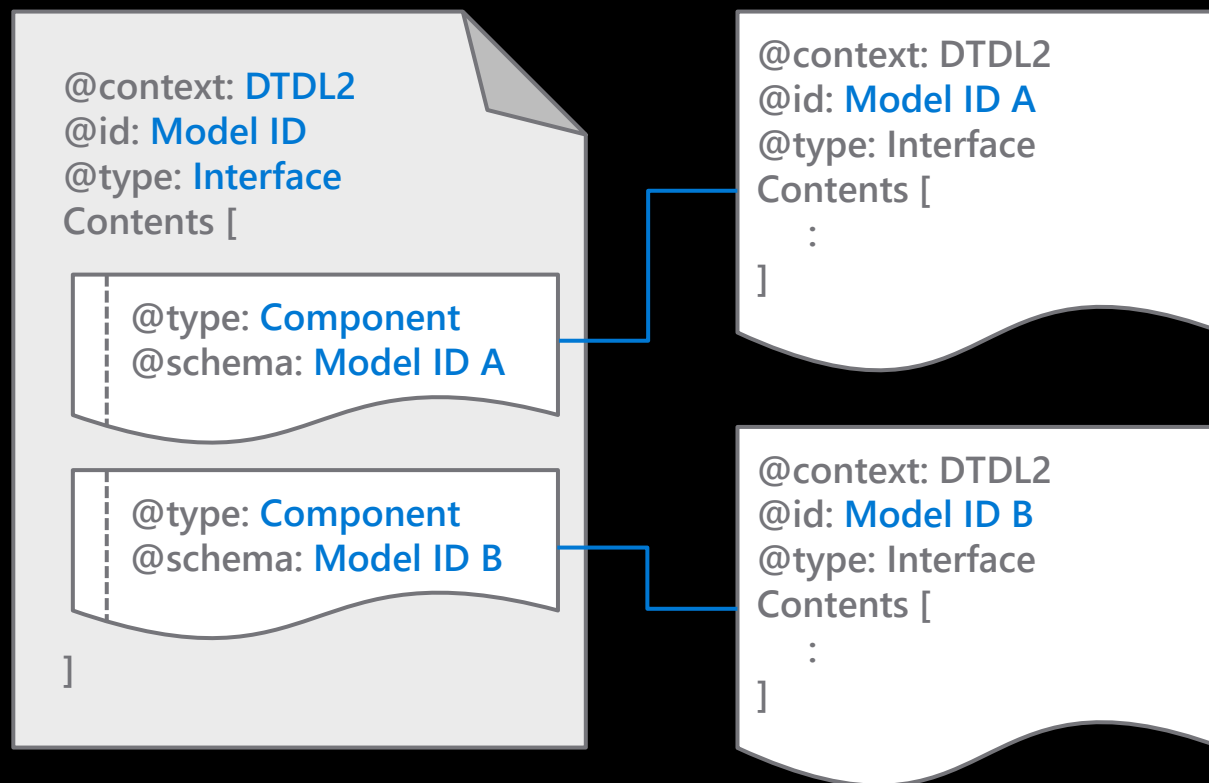 @context: DTDL2
@id: Model ID
@type: Interface
Contents [
@type: Component
@schema: Model ID A
@type: Component
@schema: Model ID B
]
@context: DTDL2
@id: Model ID A
@type: Interface
Contents [
:
]
@context: DTDL2
@id: Model ID B
@type: Interface
Contents [
:
]